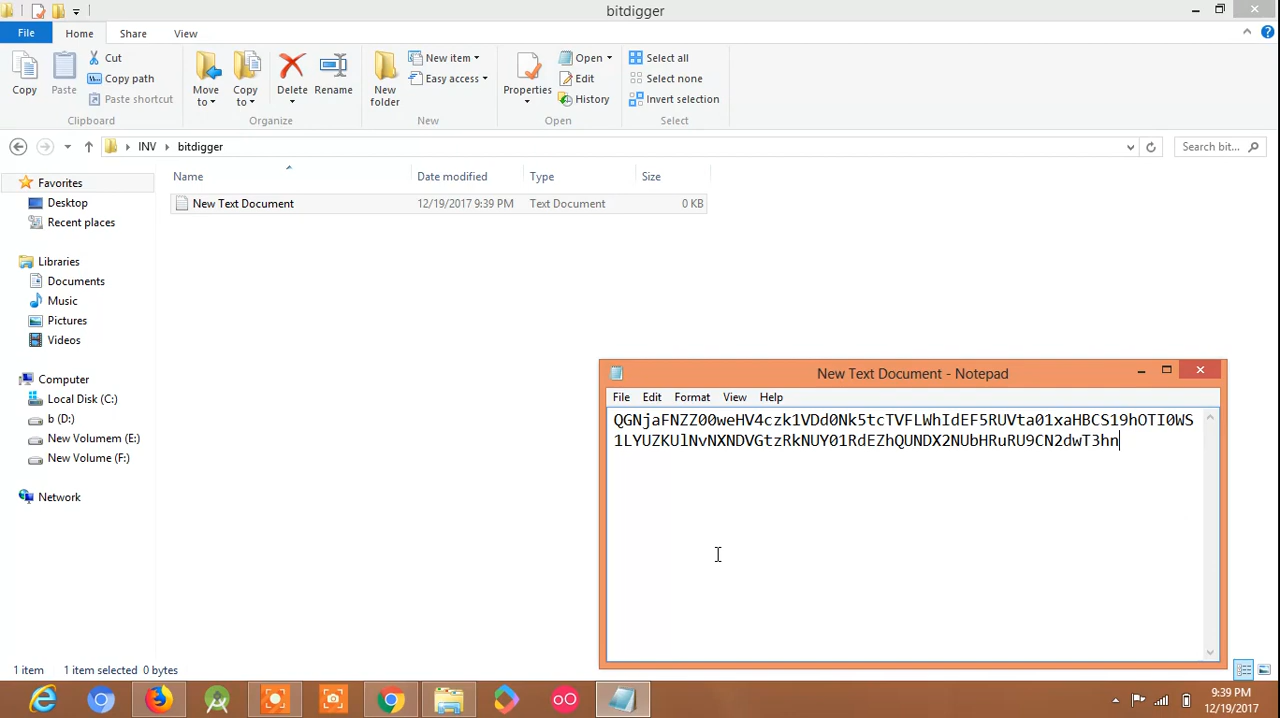 bitdigger
File Home Share View
Copy
Paste
Cut
Copy path
Paste shortcut
Clipboard
Move to
Copy to
Delete
Rename
Organize
New folder
New item
Easy access
New
Properties
Open
Edit
History
Open
Select all
Select none
Invert selection
Select
INV bitdigger
Search bit...
Name Date modified Type Size
New Text Document 12/19/2017 9:39 PM Text Document 0 KB
Favorites
Desktop
Recent places
Libraries
Documents
Music
Pictures
Videos
Computer
Local Disk (C:)
b (D:)
New Volumem (E:)
New Volume (F:)
Network
New Text Document - Notepad
File Edit Format View Help
QGNjaFNZZ00weHV4czk1VDd0Nk5tcTVFLWhIdEF5RUVta01xaHBCS19hOTI0WS
1LYUZKUlNvNXNDVGtzRkNUY01RdEZhQUNDX2NUbHRuRU9CN2dwT3hn
1 item 1 item selected 0 bytes
9:39 PM
12/19/2017